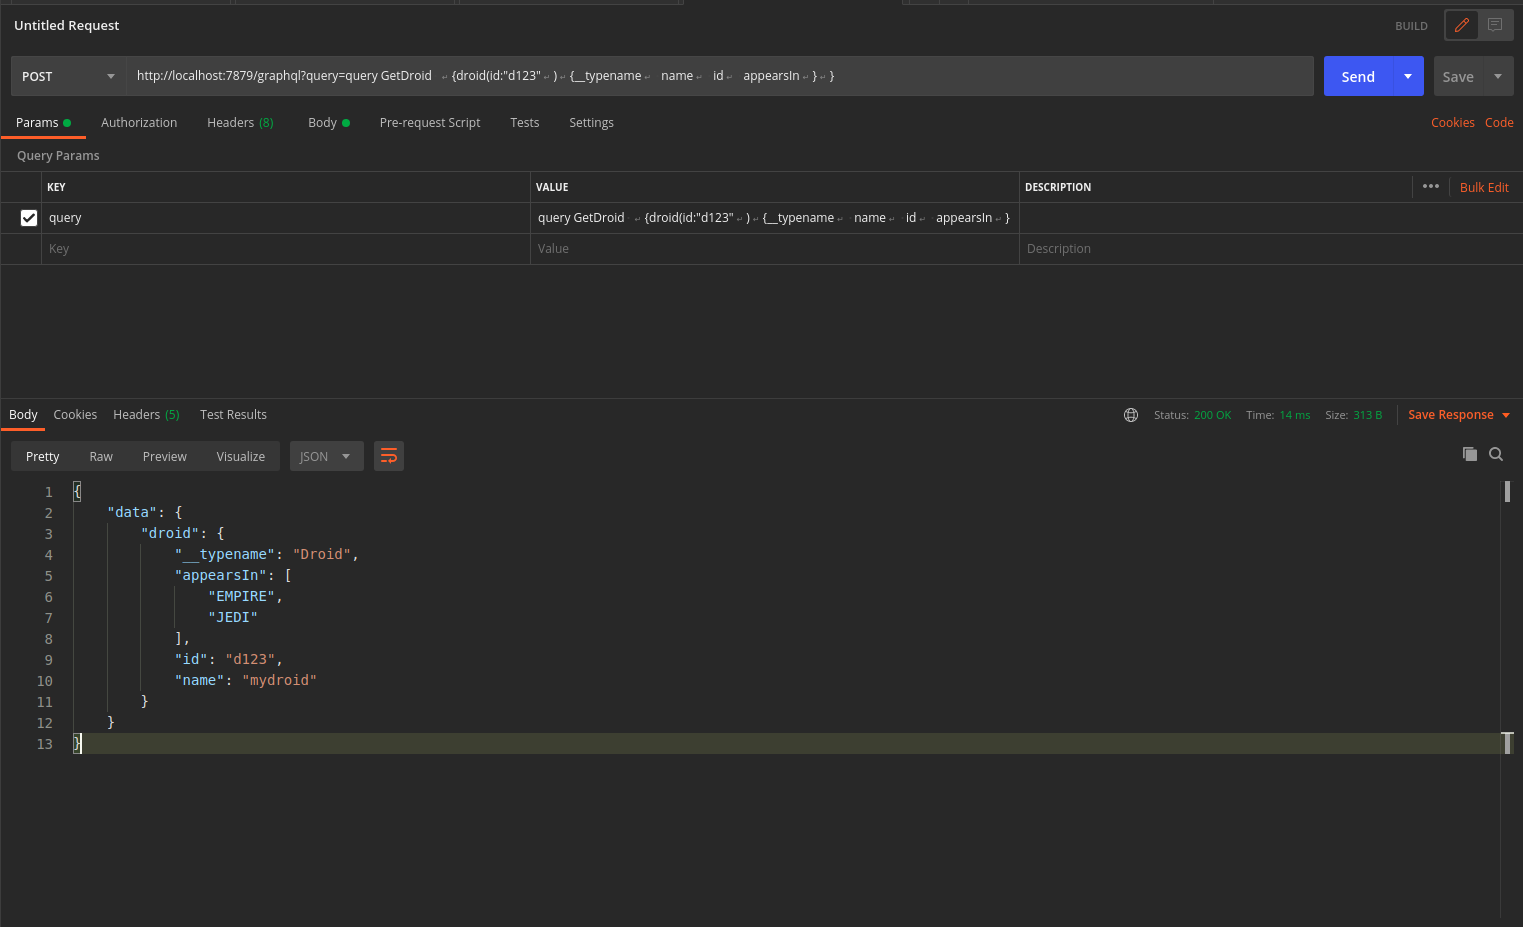 Untitled Request BUILD
POST http://localhost:7879/graphql?query=query GetDroid ↵ {droid(id:"d123" ↵ ) ↵ {__typename ↵ name ↵ id ↵ appearsIn ↵ } ↵ } Send Save
Params Authorization Headers (8) Body Pre-request Script Tests Settings Cookies Code
Query Params
KEY VALUE DESCRIPTION ••• Bulk Edit
query query GetDroid ↵ {droid(id:"d123" ↵ ) ↵ {__typename ↵ name ↵ id ↵ appearsIn ↵ }
Key Value Description
Body Cookies Headers (5) Test Results Status: 200 OK Time: 14 ms Size: 313 B Save Response
Pretty Raw Preview Visualize JSON
1 {
2 "data": {
3 "droid": {
4 "__typename": "Droid",
5 "appearsIn": [
6 "EMPIRE",
7 "JEDI"
8 ],
9 "id": "d123",
10 "name": "mydroid"
11 }
12 }
13 }